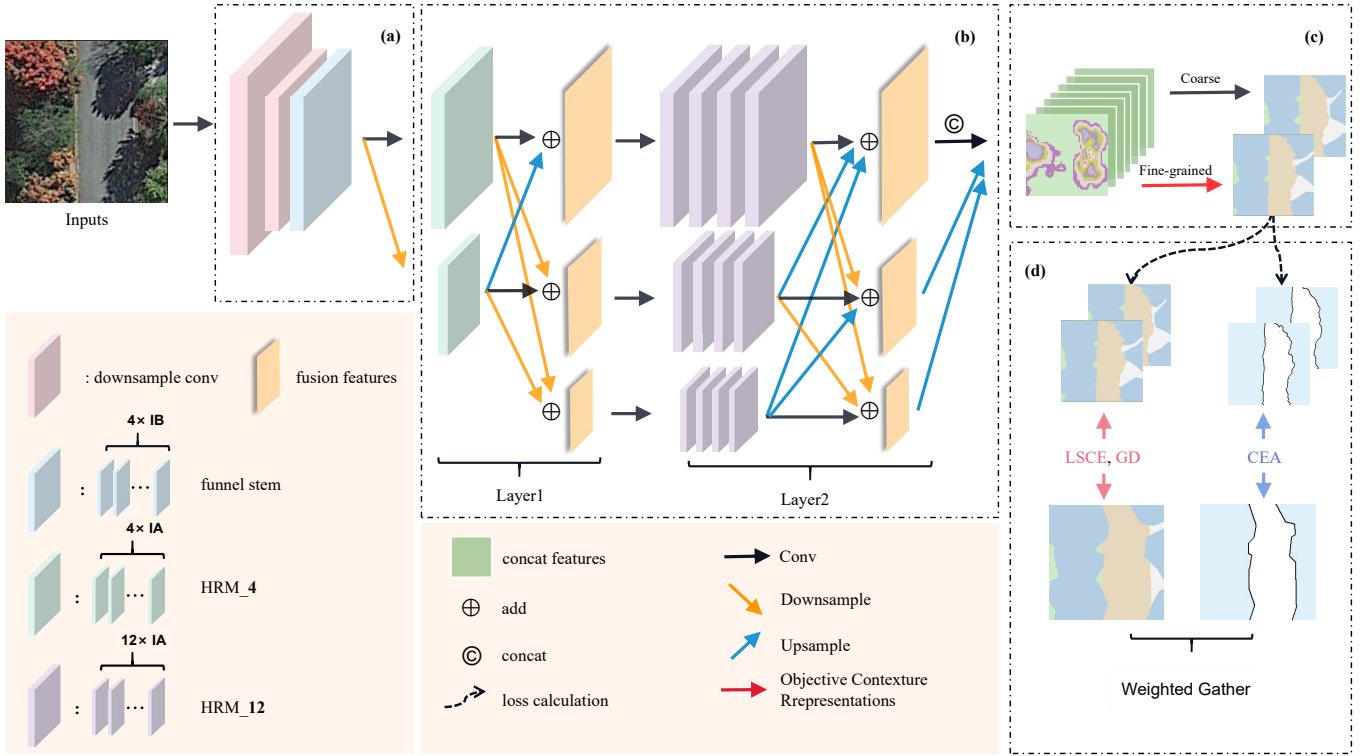 (a)
(b)
(c)
Coarse
Fine-grained
Inputs
©
(d)
: downsample conv
fusion features
4× IB
:
...
funnel stem
4× IA
:
...
HRM_4
12× IA
:
...
HRM_12
Layer1
Layer2
concat features
⊕ add
© concat
loss calculation
Conv
Downsample
Upsample
Objective Contexture
Rrepresentations
LSCE, GD
CEA
Weighted Gather